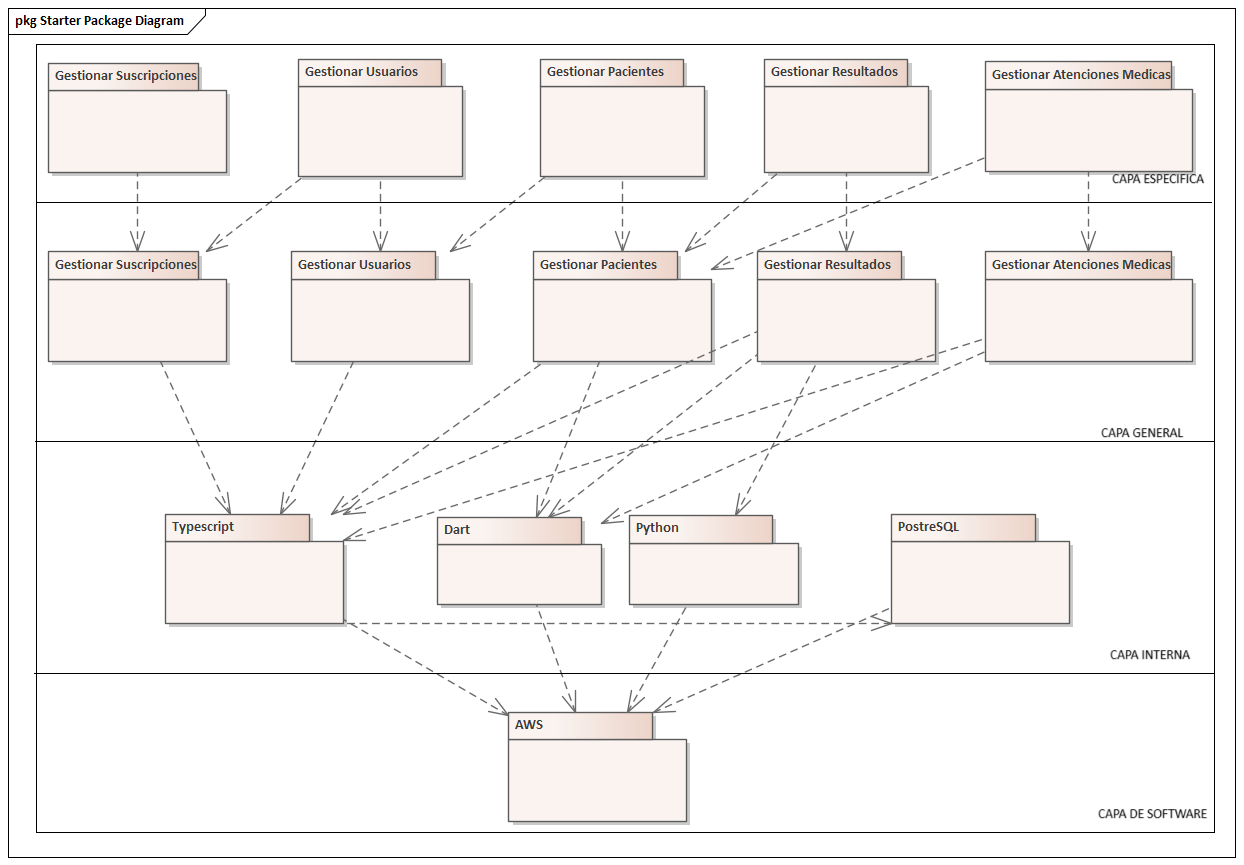 pkg Starter Package Diagram
Gestionar Suscripciones
Gestionar Usuarios
Gestionar Pacientes
Gestionar Resultados
Gestionar Atenciones Medicas
CAPA ESPECIFICA
Gestionar Suscripciones
Gestionar Usuarios
Gestionar Pacientes
Gestionar Resultados
Gestionar Atenciones Medicas
CAPA GENERAL
Typescript
Dart
Python
PostreSQL
CAPA INTERNA
AWS
CAPA DE SOFTWARE